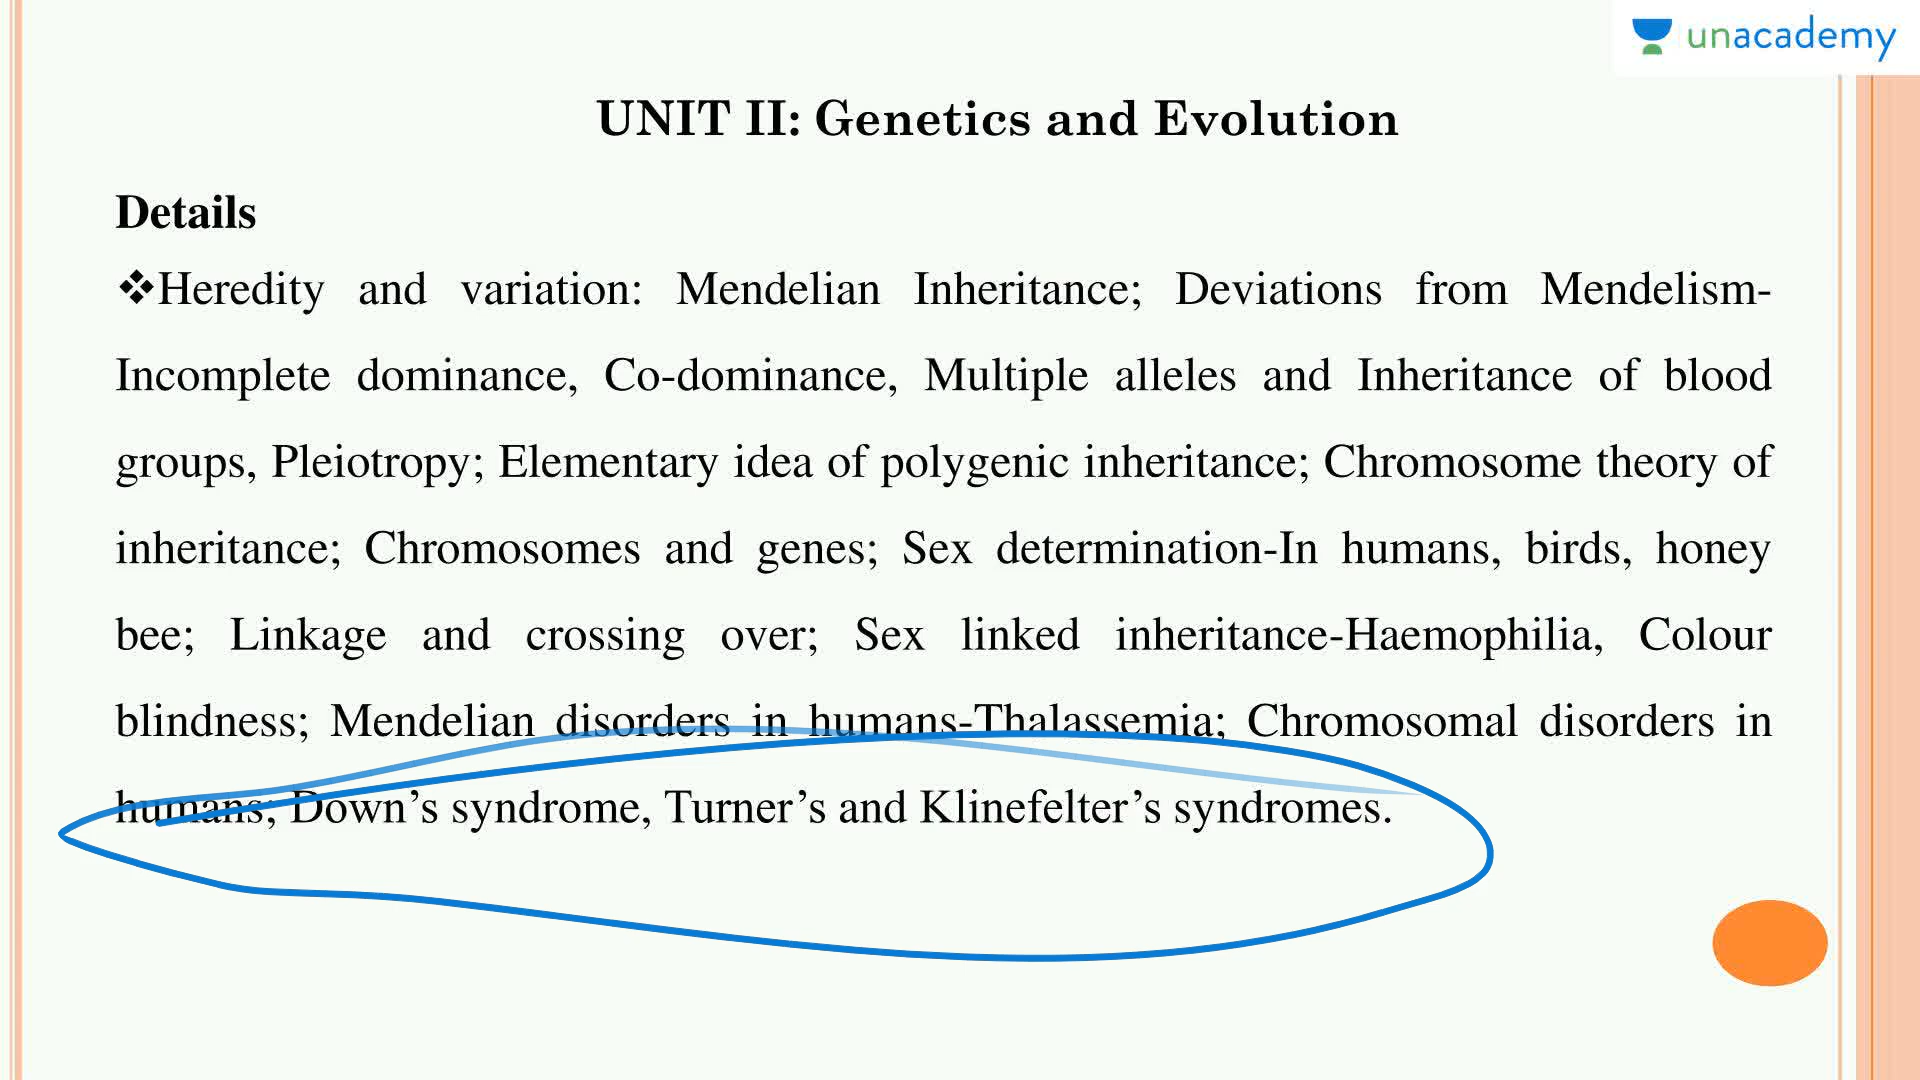 unacademy
UNIT II: Genetics and Evolution
Details
❖Heredity and variation: Mendelian Inheritance; Deviations from Mendelism-
Incomplete dominance, Co-dominance, Multiple alleles and Inheritance of blood
groups, Pleiotropy; Elementary idea of polygenic inheritance; Chromosome theory of
inheritance; Chromosomes and genes; Sex determination-In humans, birds, honey
bee; Linkage and crossing over; Sex linked inheritance-Haemophilia, Colour
blindness; Mendelian disorders in humans-Thalassemia; Chromosomal disorders in
humans; Down’s syndrome, Turner’s and Klinefelter’s syndromes.